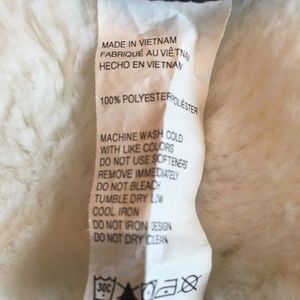 MADE IN VIETNAM
FABRIQUÉ AU VIÊTNAM
HECHO EN VIETNAM
100% POLYESTER/POLIÉSTER
MACHINE WASH COLD
WITH LIKE COLORS
DO NOT USE SOFTENERS
REMOVE IMMEDIATELY
DO NOT BLEACH
TUMBLE DRY LOW
COOL IRON
DO NOT IRON DESIGN
DO NOT DRY CLEAN
30C